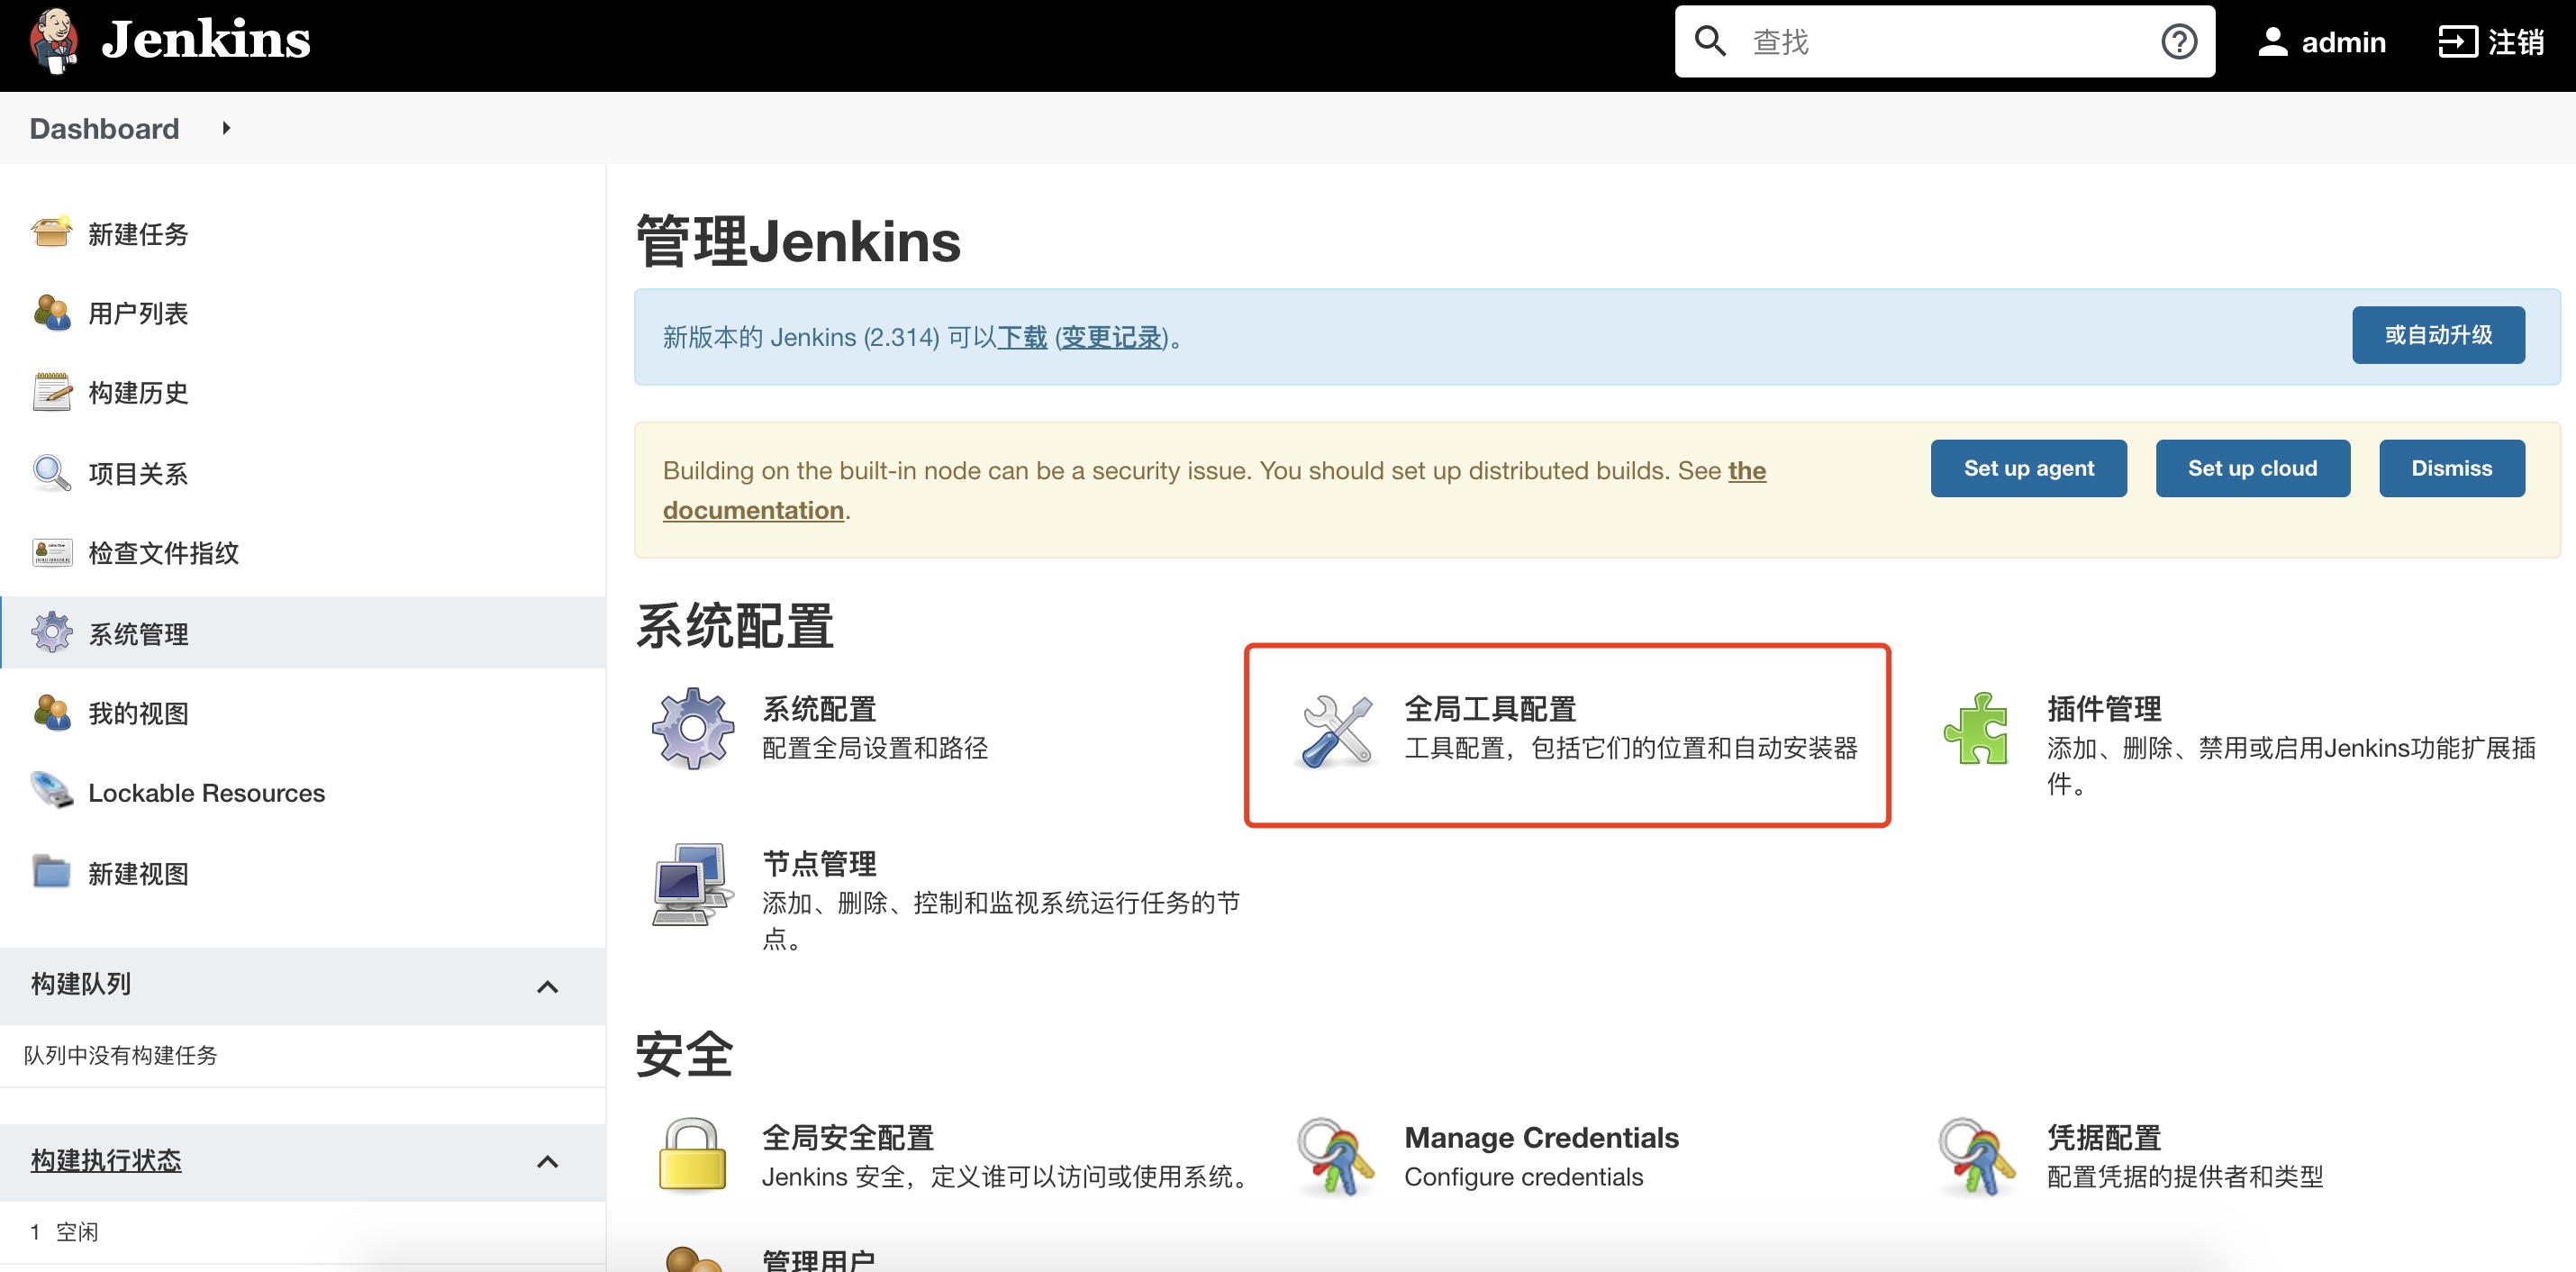 Jenkins
查找
admin
注销
Dashboard
新建任务
用户列表
构建历史
项目关系
检查文件指纹
系统管理
我的视图
Lockable Resources
新建视图
构建队列
队列中没有构建任务
构建执行状态
1 空闲
管理Jenkins
新版本的 Jenkins (2.314) 可以下载 (变更记录)。
或自动升级
Building on the built-in node can be a security issue. You should set up distributed builds. See the
documentation.
Set up agent
Set up cloud
Dismiss
系统配置
系统配置
配置全局设置和路径
全局工具配置
工具配置，包括它们的位置和自动安装器
插件管理
添加、删除、禁用或启用Jenkins功能扩展插
件。
节点管理
添加、删除、控制和监视系统运行任务的节
点。
安全
全局安全配置
Jenkins 安全，定义谁可以访问或使用系统。
Manage Credentials
Configure credentials
凭据配置
配置凭据的提供者和类型
管理用户